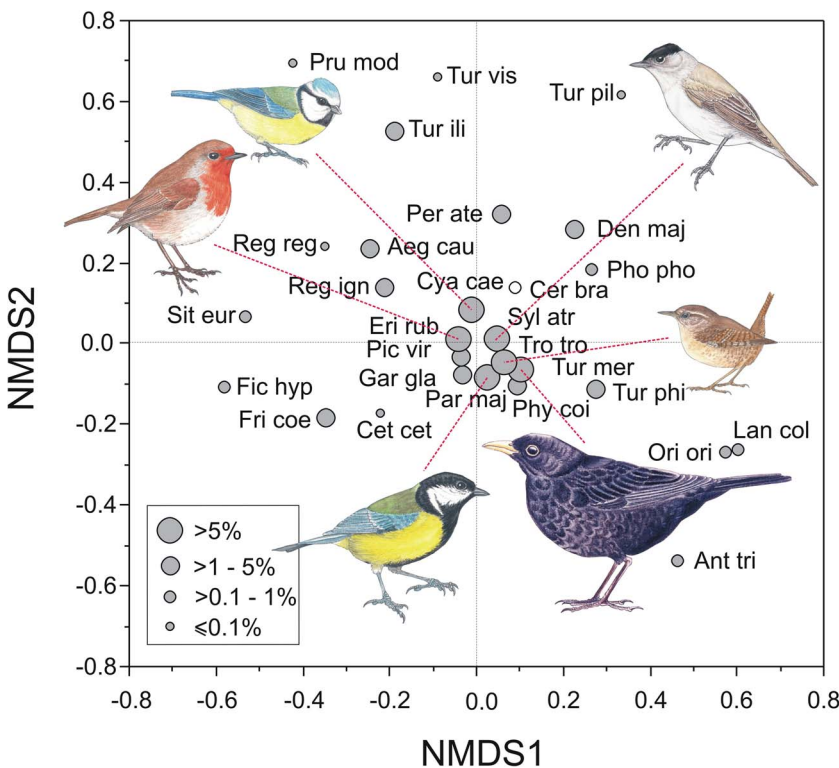 0.8
0.6
0.4
0.2
0.0
-0.2
-0.4
-0.6
-0.8
NMDS2
Pru mod
Tur vis
Tur pil
Tur ili
Per ate
Den maj
Reg reg
Aeg cau
Pho pho
Reg ign
Cya cae
Cer bra
Sit eur
Eri rub
Syl atr
Pic vir
Tro tro
Gar gla
Tur mer
Fic hyp
Par maj
Phy coi
Tur phi
Fri coe
Cet cet
Lan col
Ori ori
Ant tri
>5%
>1 - 5%
>0.1 - 1%
⩽0.1%
-0.8 -0.6 -0.4 -0.2 0.0 0.2 0.4 0.6 0.8
NMDS1